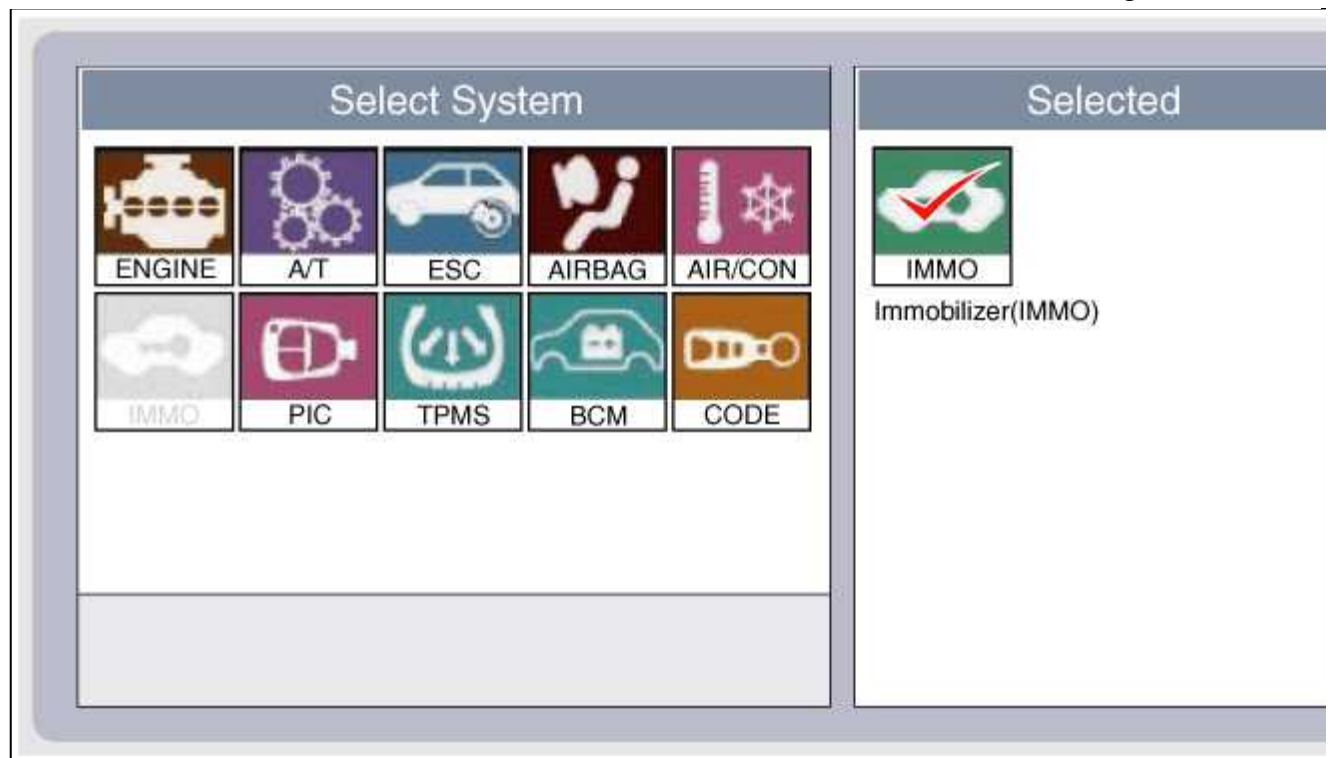 Select System
ENGINE
A/T
ESC
AIRBAG
AIR/CON
IMMO
PIC
TPMS
BCM
CODE
Selected
IMMO
Immobilizer(IMMO)